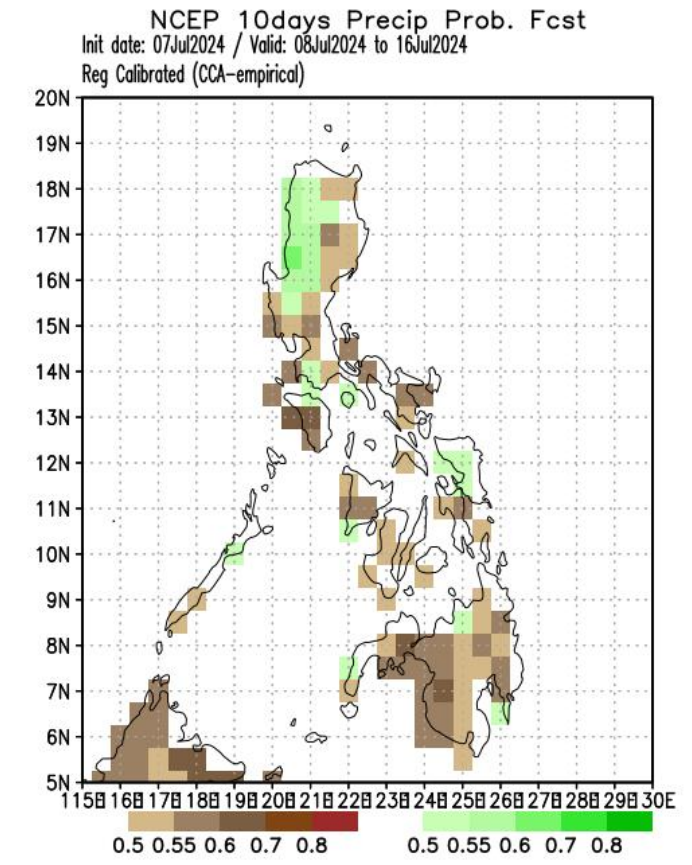 NCEP 10days Precip Prob. Fcst
Init date: 07Jul2024 / Valid: 08Jul2024 to 16Jul2024
Reg Calibrated (CCA-empirical)
20N
19N
18N
17N
16N
15N
14N
13N
12N
11N
10N
9N
8N
7N
6N
5N
115E 116E 117E 118E 119E 120E 121E 122E 123E 124E 125E 126E 127E 128E 129E 130E
0.5 0.55 0.6 0.7 0.8 0.5 0.55 0.6 0.7 0.8